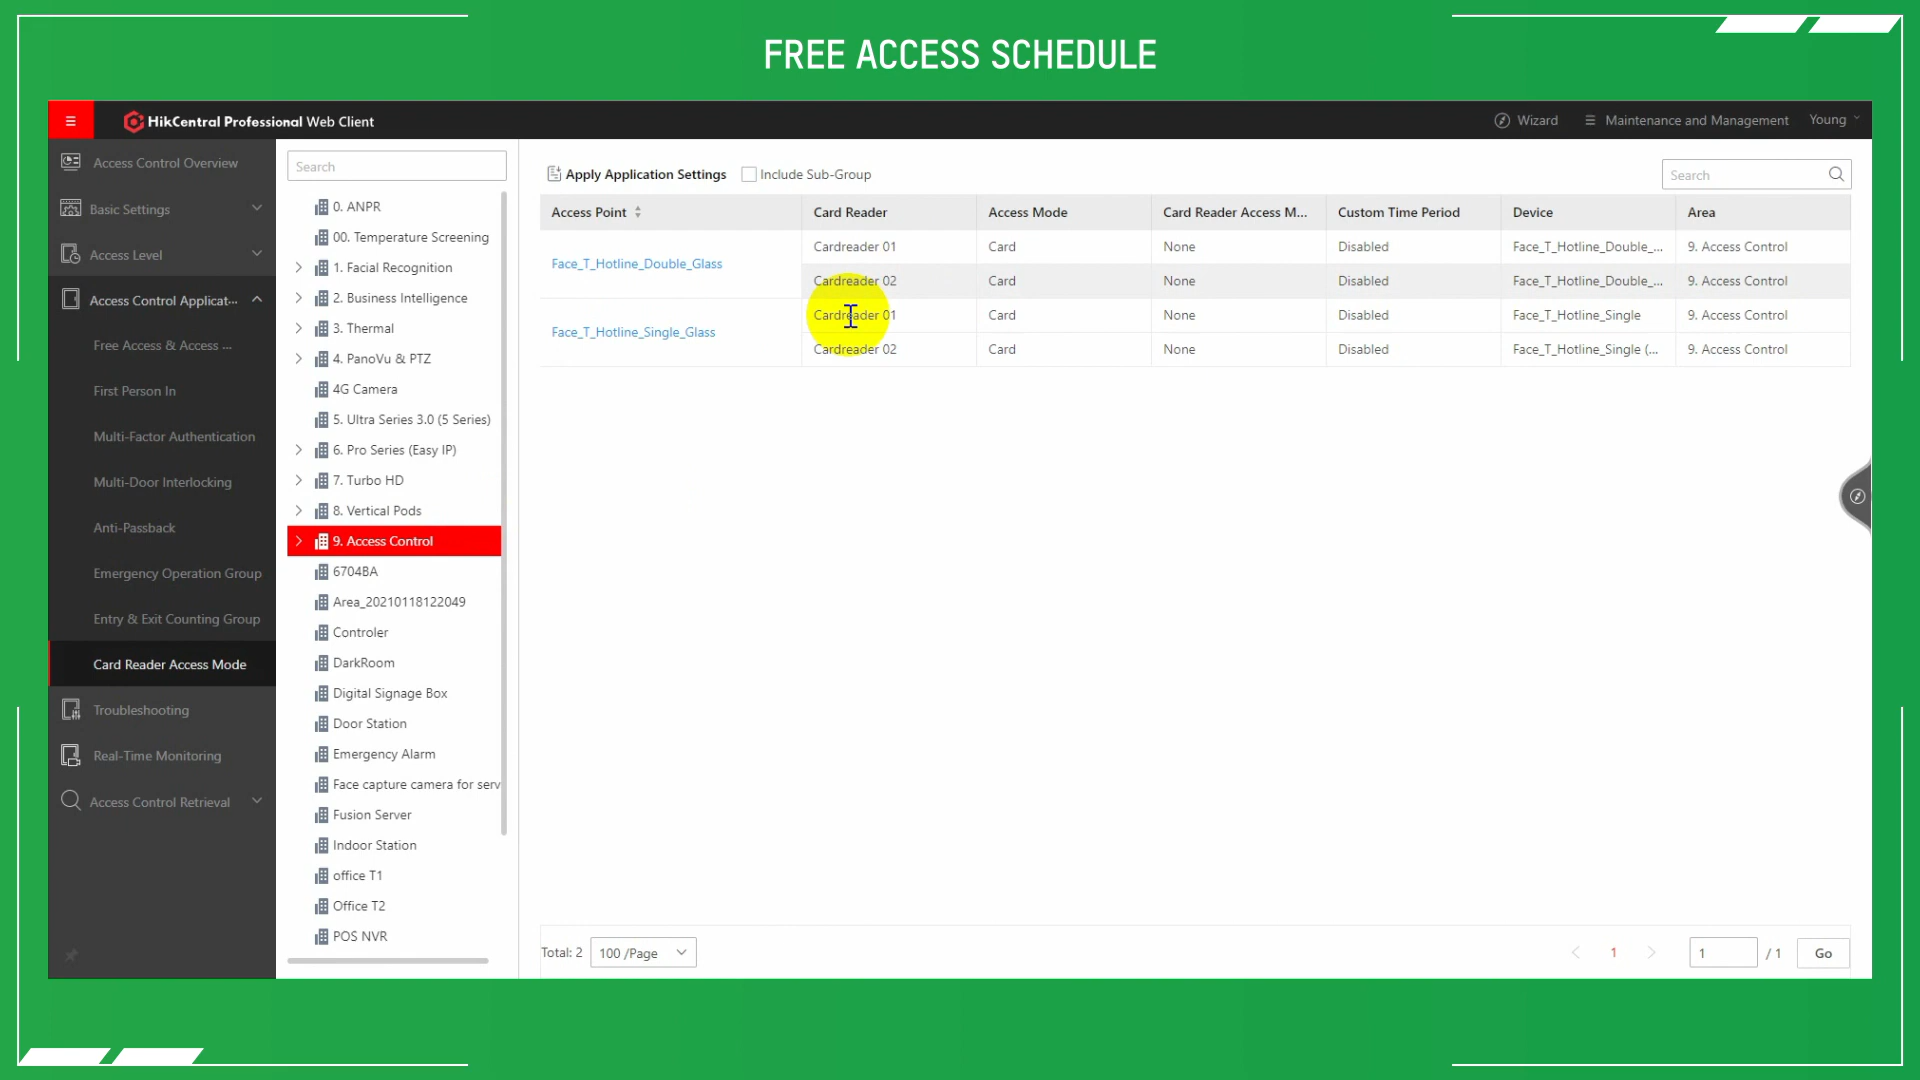 FREE ACCESS SCHEDULE
HikCentral Professional Web Client
Wizard
Maintenance and Management
Young
Access Control Overview
Basic Settings
Access Level
Access Control Applicat...
Free Access & Access ...
First Person In
Multi-Factor Authentication
Multi-Door Interlocking
Anti-Passback
Emergency Operation Group
Entry & Exit Counting Group
Card Reader Access Mode
Troubleshooting
Real-Time Monitoring
Access Control Retrieval
Search
0. ANPR
00. Temperature Screening
1. Facial Recognition
2. Business Intelligence
3. Thermal
4. PanoVu & PTZ
4G Camera
5. Ultra Series 3.0 (5 Series)
6. Pro Series (Easy IP)
7. Turbo HD
8. Vertical Pods
9. Access Control
6704BA
Area_20210118122049
Controler
DarkRoom
Digital Signage Box
Door Station
Emergency Alarm
Face capture camera for serv
Fusion Server
Indoor Station
office T1
Office T2
POS NVR
Apply Application Settings Include Sub-Group
Search
Access Point Card Reader Access Mode Card Reader Access M... Custom Time Period Device Area
Face_T_Hotline_Double_Glass
Cardreader 01 Card None Disabled Face_T_Hotline_Double_... 9. Access Control
Cardreader 02 Card None Disabled Face_T_Hotline_Double_... 9. Access Control
Face_T_Hotline_Single_Glass
Cardreader 01 Card None Disabled Face_T_Hotline_Single 9. Access Control
Cardreader 02 Card None Disabled Face_T_Hotline_Single (... 9. Access Control
Total: 2 100 /Page 1 1 / 1 Go